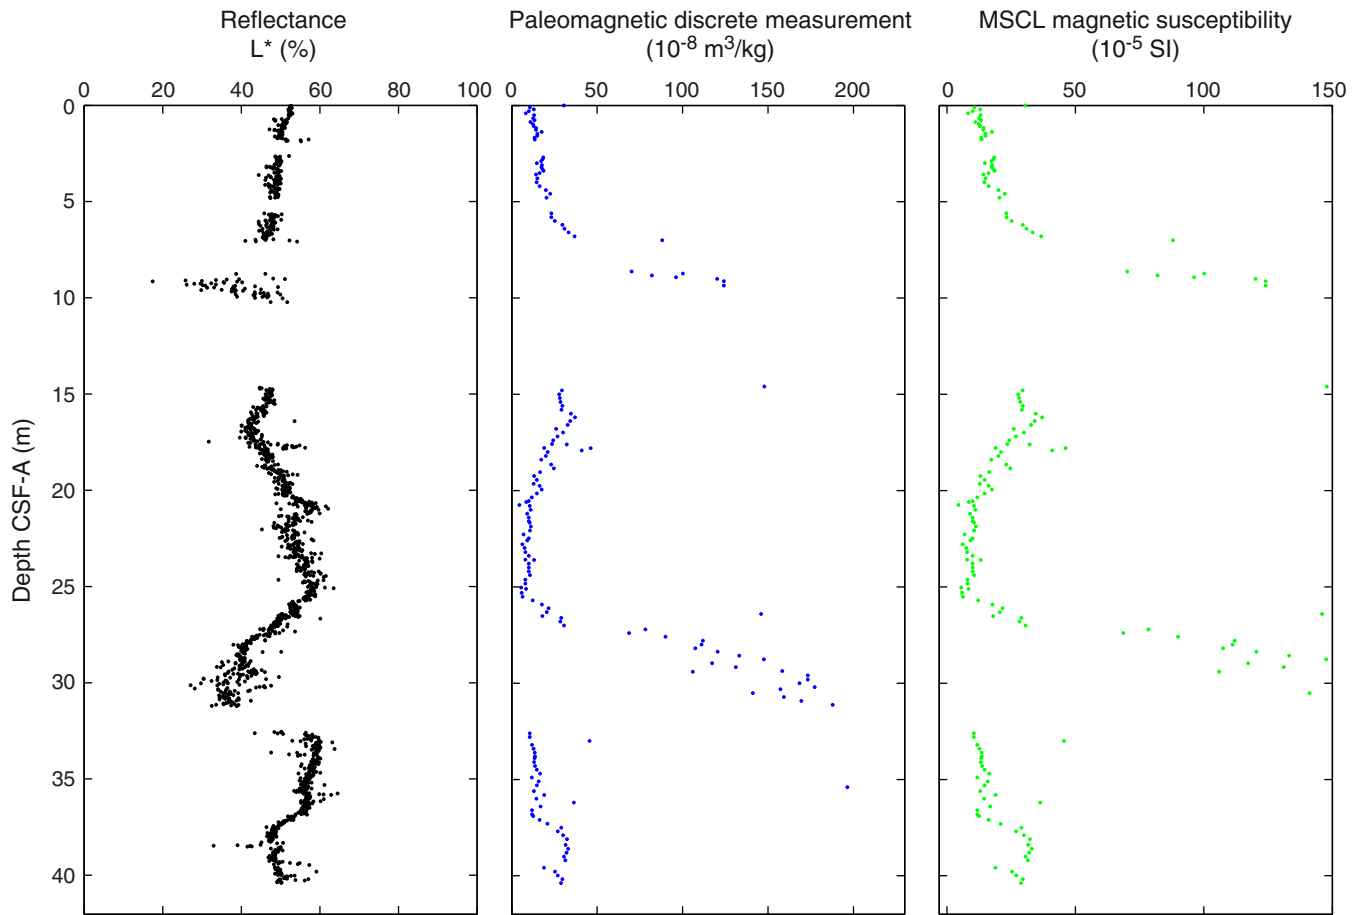 Reflectance
L* (%)
Paleomagnetic discrete measurement
(10⁻⁸ m³/kg)
MSCL magnetic susceptibility
(10⁻⁵ SI)
0 20 40 60 80 100
0 50 100 150 200
0 50 100 150
Depth CSF-A (m)
0
5
10
15
20
25
30
35
40